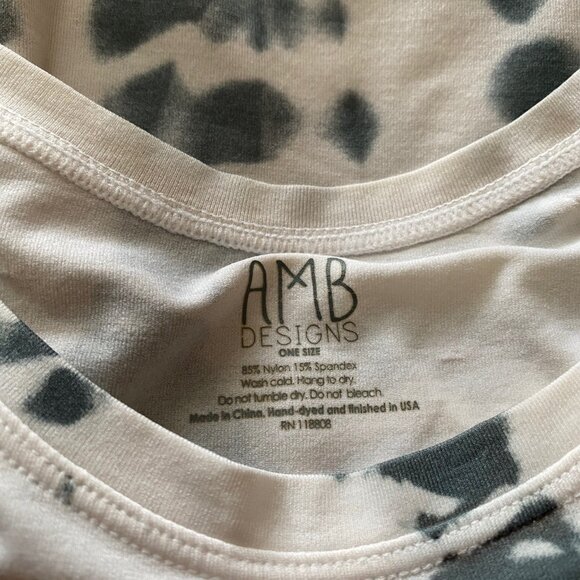 AMB
DESIGNS
ONE SIZE
85% Nylon 15% Spandex
Wash cold. Hang to dry.
Do not tumble dry. Do not bleach.
Made in China. Hand-dyed and finished in USA
RN 118808